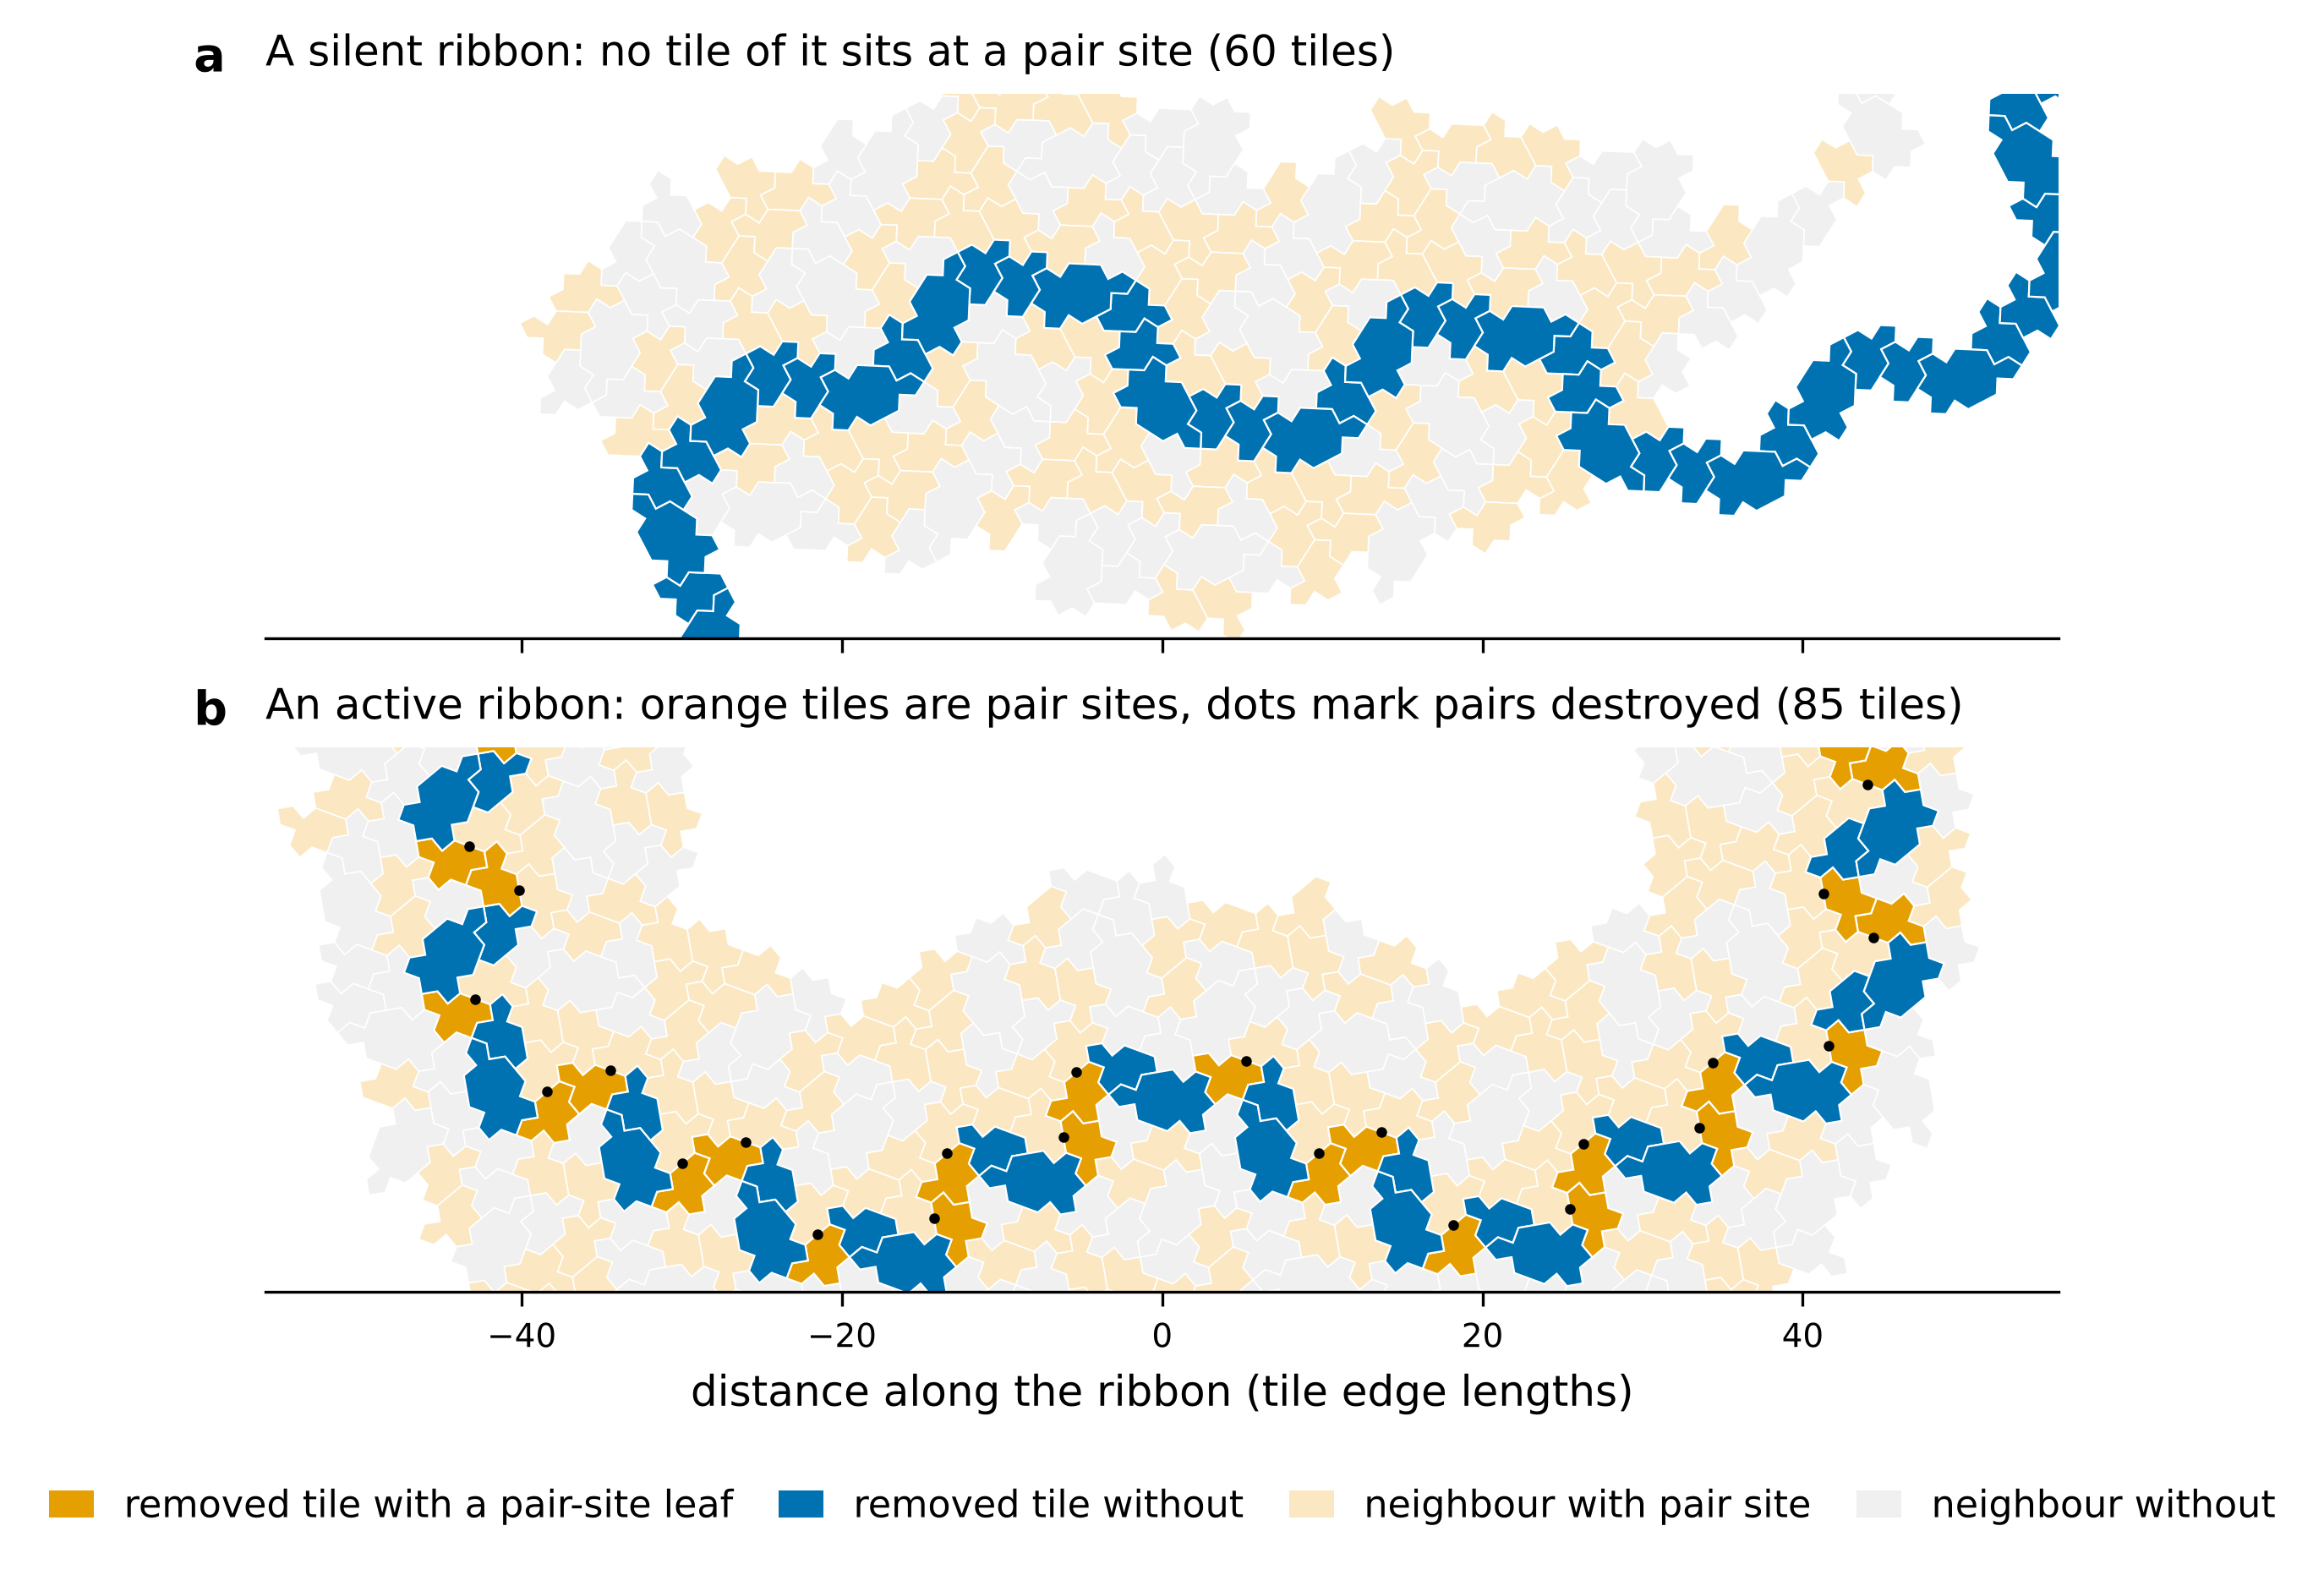 a A silent ribbon: no tile of it sits at a pair site (60 tiles)
b An active ribbon: orange tiles are pair sites, dots mark pairs destroyed (85 tiles)
−40 −20 0 20 40
distance along the ribbon (tile edge lengths)
removed tile with a pair-site leaf removed tile without neighbour with pair site neighbour without